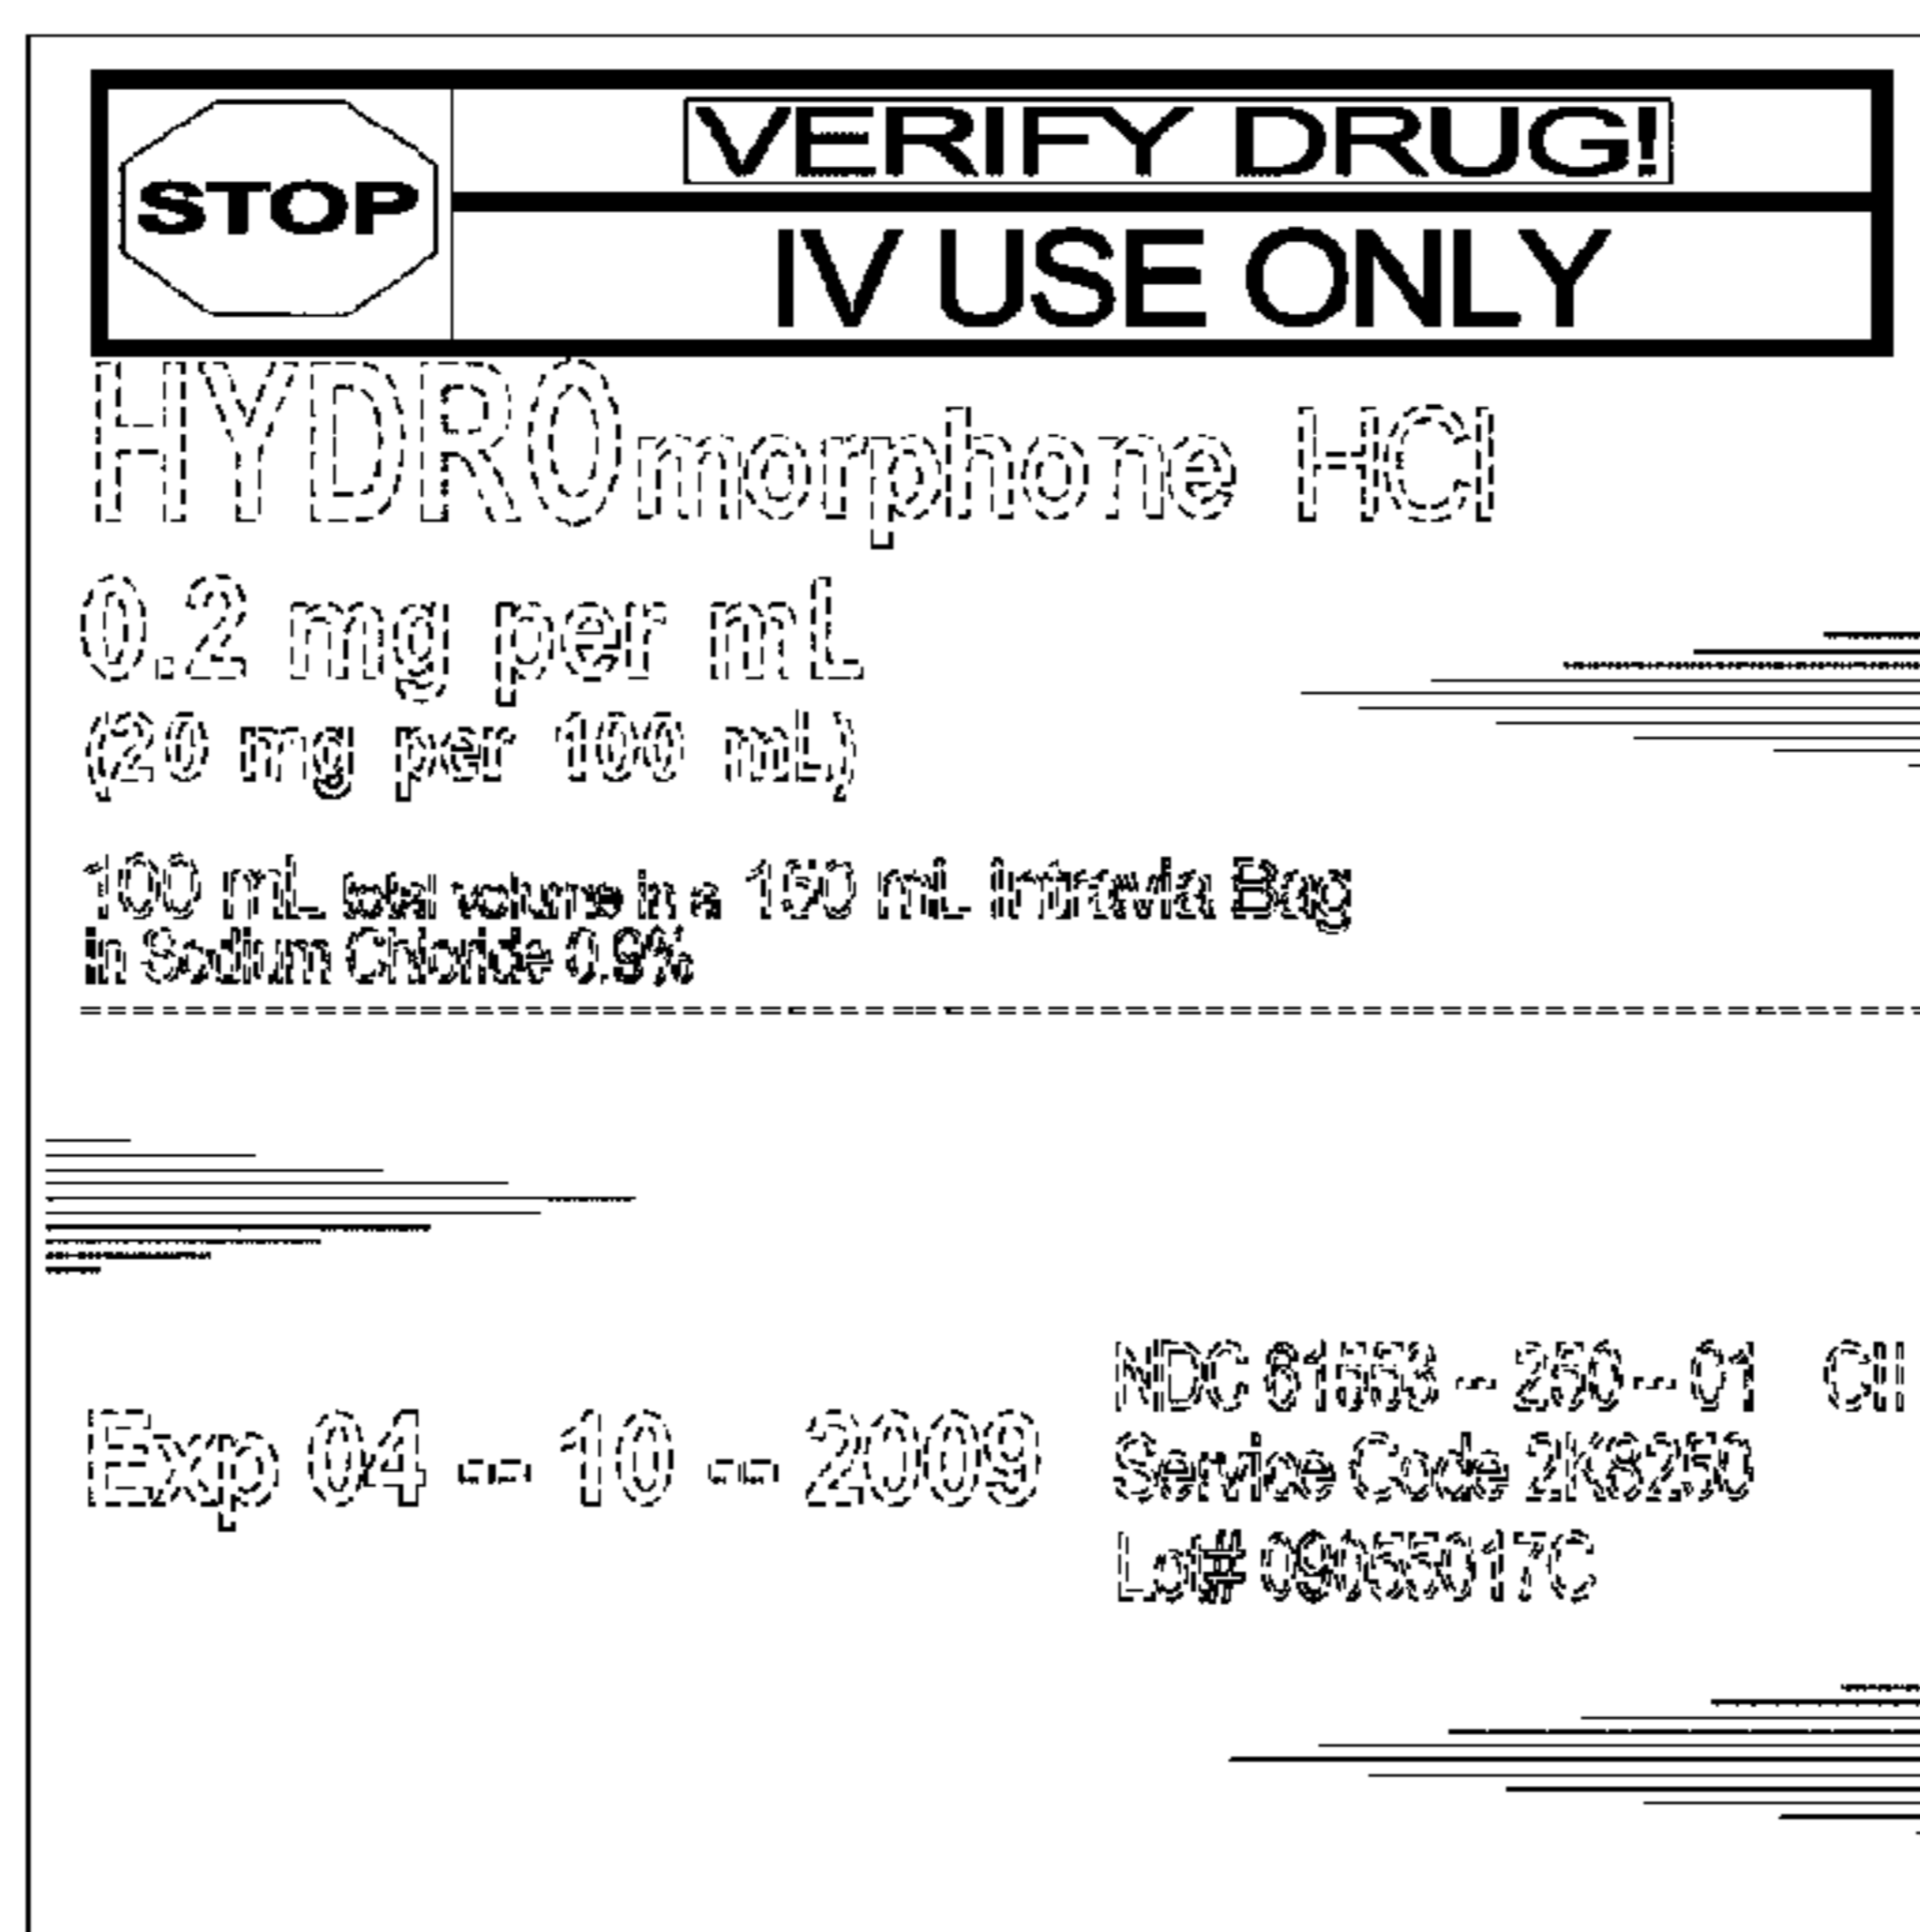 STOP
VERIFY DRUG!
IV USE ONLY
HYDROmorphone HCl
0.2 mg per mL
(20 mg per 100 mL)
100 mL total volume in a 150 mL Intravia Bag
in Sodium Chloride 0.9%
Exp 04-10-2009
NDC 61553-250-01 CII
Service Code 2K8250
Lot# 09055017C